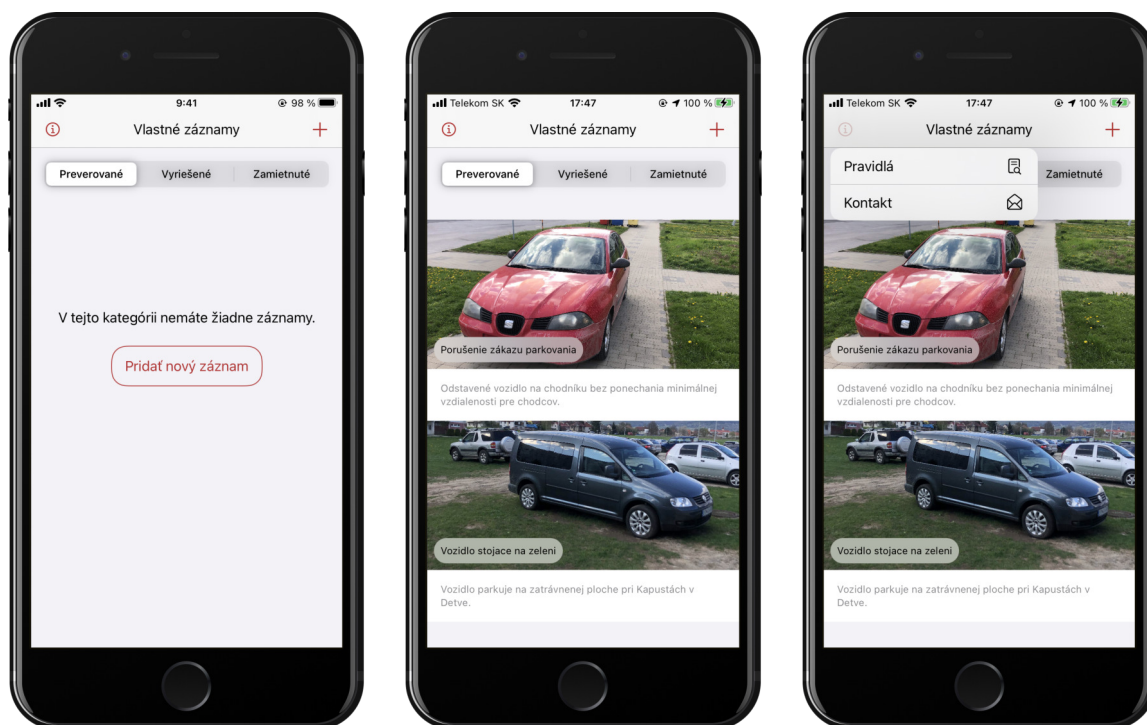 9:41
98 %
Vlastné záznamy
Preverované Vyriešené Zamietnuté
V tejto kategórii nemáte žiadne záznamy.
Pridať nový záznam
Telekom SK
17:47
100 %
Vlastné záznamy
Preverované Vyriešené Zamietnuté
Porušenie zákazu parkovania
Odstavené vozidlo na chodníku bez ponechania minimálnej
vzdialenosti pre chodcov.
Vozidlo stojace na zeleni
Vozidlo parkuje na zatrávnenej ploche pri Kapustách v
Detve.
Telekom SK
17:47
100 %
Vlastné záznamy
Pravidlá
Kontakt
Zamietnuté
Porušenie zákazu parkovania
Odstavené vozidlo na chodníku bez ponechania minimálnej
vzdialenosti pre chodcov.
Vozidlo stojace na zeleni
Vozidlo parkuje na zatrávnenej ploche pri Kapustách v
Detve.